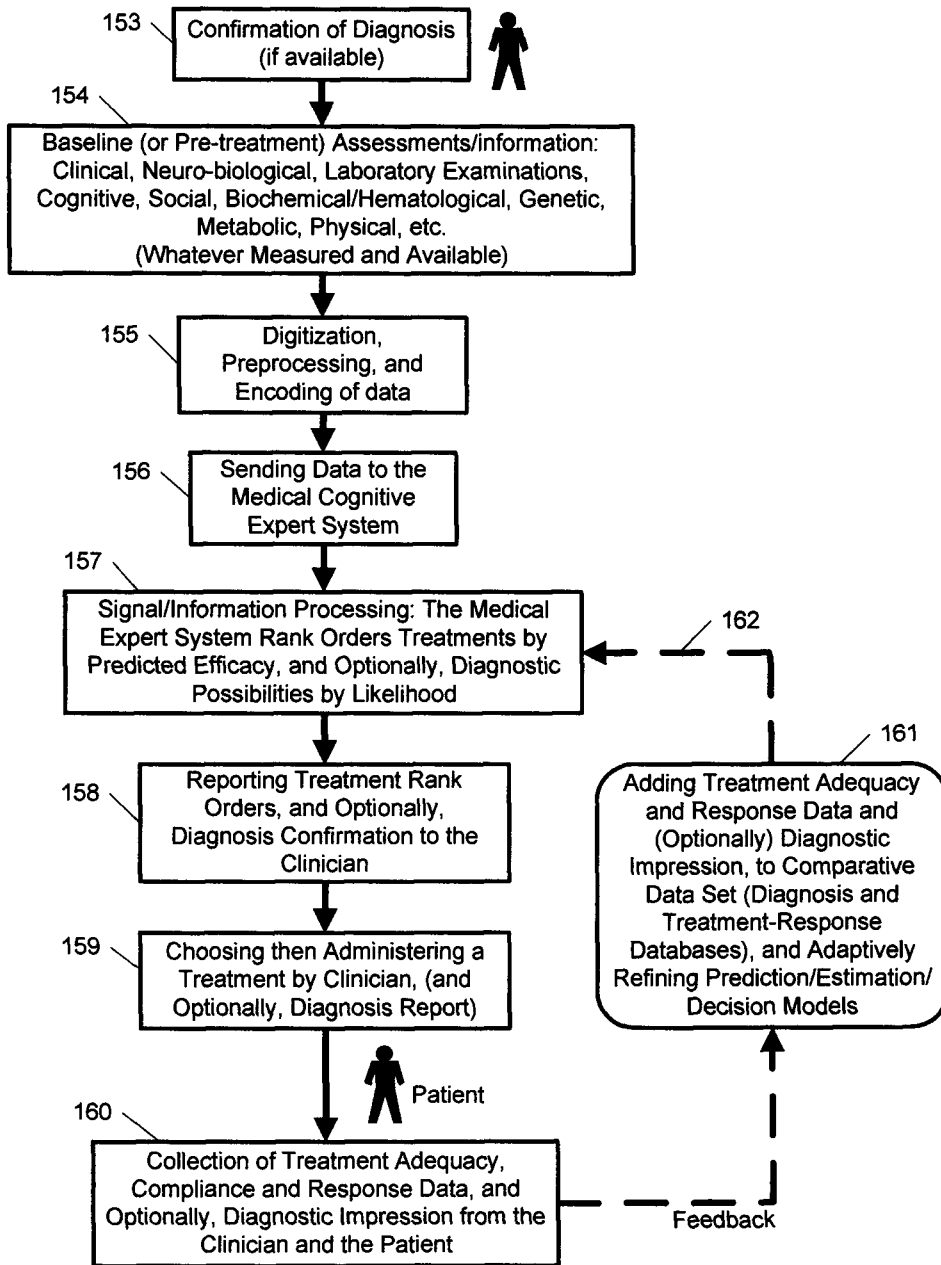 153
Confirmation of Diagnosis
(if available)
154
Baseline (or Pre-treatment) Assessments/information:
Clinical, Neuro-biological, Laboratory Examinations,
Cognitive, Social, Biochemical/Hematological, Genetic,
Metabolic, Physical, etc.
(Whatever Measured and Available)
155
Digitization,
Preprocessing, and
Encoding of data
156
Sending Data to the
Medical Cognitive
Expert System
157
Signal/Information Processing: The Medical
Expert System Rank Orders Treatments by
Predicted Efficacy, and Optionally, Diagnostic
Possibilities by Likelihood
162
158
Reporting Treatment Rank
Orders, and Optionally,
Diagnosis Confirmation to the
Clinician
161
Adding Treatment Adequacy
and Response Data and
(Optionally) Diagnostic
Impression, to Comparative
Data Set (Diagnosis and
Treatment-Response
Databases), and Adaptively
Refining Prediction/Estimation/
Decision Models
159
Choosing then Administering a
Treatment by Clinician, (and
Optionally, Diagnosis Report)
Patient
160
Collection of Treatment Adequacy,
Compliance and Response Data, and
Optionally, Diagnostic Impression from the
Clinician and the Patient
Feedback